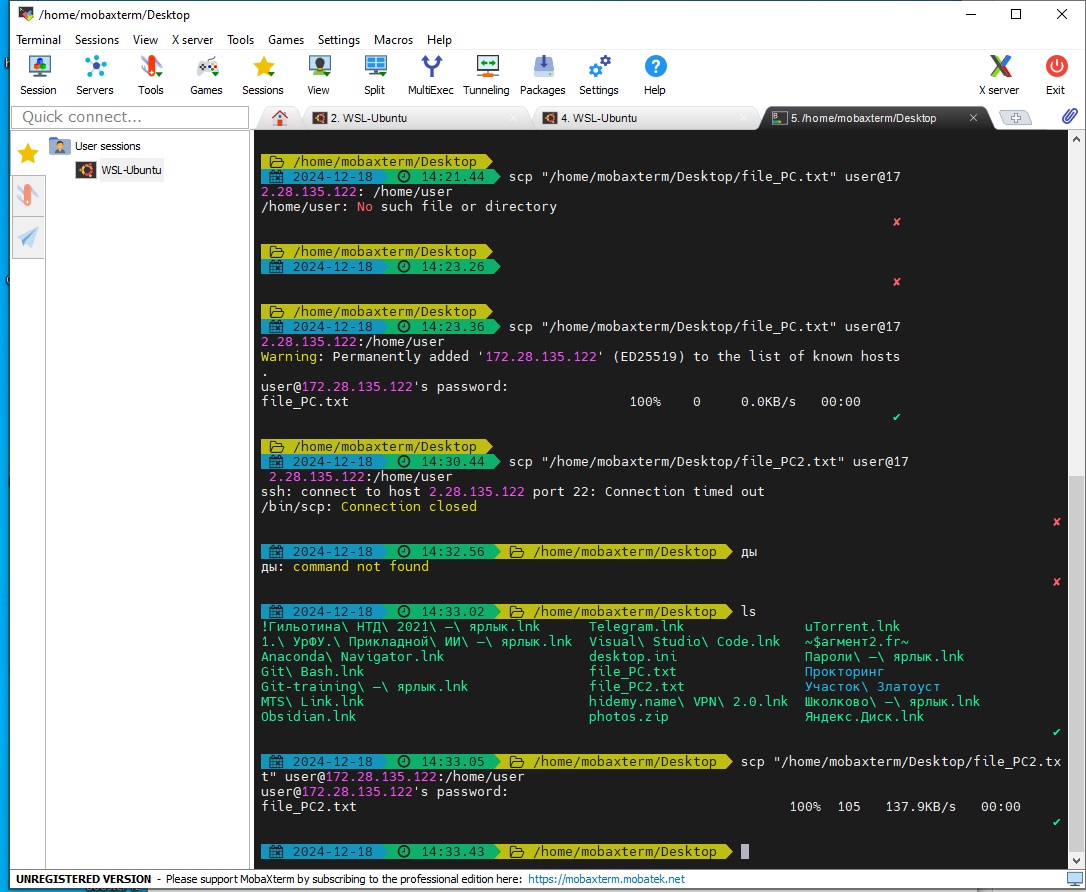 /home/mobaxterm/Desktop
Terminal Sessions View X server Tools Games Settings Macros Help
Session Servers Tools Games Sessions View Split MultiExec Tunneling Packages Settings Help X server Exit
Quick connect...
2. WSL-Ubuntu
4. WSL-Ubuntu
5. /home/mobaxterm/Desktop
User sessions
WSL-Ubuntu
/home/mobaxterm/Desktop
2024-12-18 14:21.44 scp "/home/mobaxterm/Desktop/file_PC.txt" user@17
2.28.135.122: /home/user
/home/user: No such file or directory
✘
/home/mobaxterm/Desktop
2024-12-18 14:23.26
✘
/home/mobaxterm/Desktop
2024-12-18 14:23.36 scp "/home/mobaxterm/Desktop/file_PC.txt" user@17
2.28.135.122:/home/user
Warning: Permanently added '172.28.135.122' (ED25519) to the list of known hosts
.
user@172.28.135.122's password:
file_PC.txt 100% 0 0.0KB/s 00:00
✔
/home/mobaxterm/Desktop
2024-12-18 14:30.44 scp "/home/mobaxterm/Desktop/file_PC2.txt" user@17
2.28.135.122:/home/user
ssh: connect to host 2.28.135.122 port 22: Connection timed out
/bin/scp: Connection closed
✘
2024-12-18 14:32.56 /home/mobaxterm/Desktop ды
ды: command not found
✘
2024-12-18 14:33.02 /home/mobaxterm/Desktop ls
!Гильотина\ НТД\ 2021\ —\ ярлык.lnk Telegram.lnk uTorrent.lnk
1.\ УрФУ.\ Прикладной\ ИИ\ —\ ярлык.lnk Visual\ Studio\ Code.lnk ~$агмент2.fr~
Anaconda\ Navigator.lnk desktop.ini Пароли\ —\ ярлык.lnk
Git\ Bash.lnk file_PC.txt Прокторинг
Git-training\ —\ ярлык.lnk file_PC2.txt Участок\ Златоуст
MTS\ Link.lnk hidemy.name\ VPN\ 2.0.lnk Школково\ —\ ярлык.lnk
Obsidian.lnk photos.zip Яндекс.Диск.lnk
✔
2024-12-18 14:33.05 /home/mobaxterm/Desktop scp "/home/mobaxterm/Desktop/file_PC2.tx
t" user@172.28.135.122:/home/user
user@172.28.135.122's password:
file_PC2.txt 100% 105 137.9KB/s 00:00
✔
2024-12-18 14:33.43 /home/mobaxterm/Desktop
UNREGISTERED VERSION - Please support MobaXterm by subscribing to the professional edition here: https://mobaxterm.mobatek.net